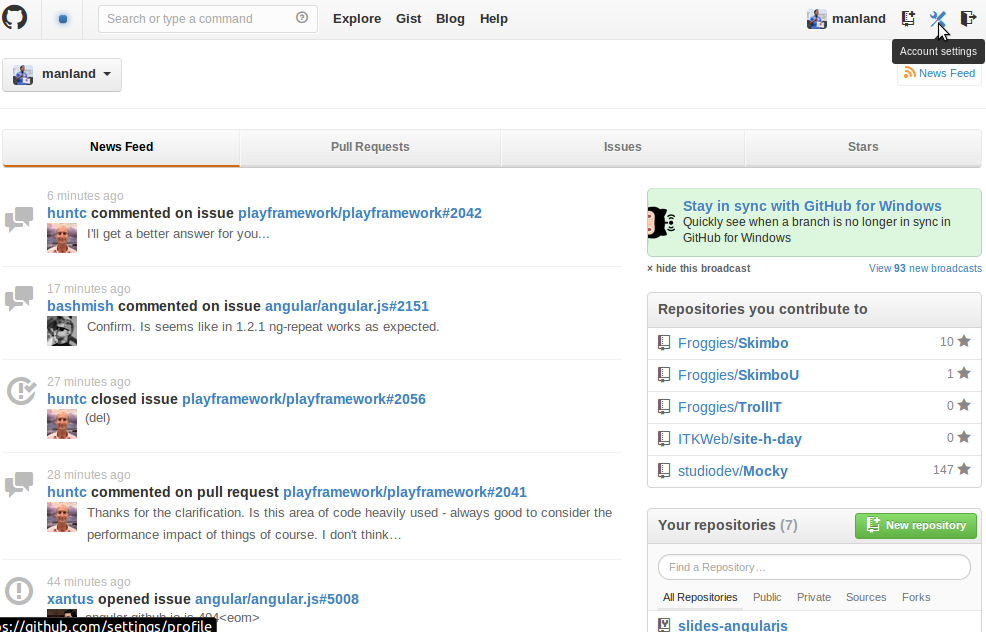 Search or type a command
Explore Gist Blog Help
manland
Account settings
manland
News Feed
News Feed Pull Requests Issues Stars
6 minutes ago
huntc commented on issue playframework/playframework#2042
I'll get a better answer for you...
17 minutes ago
bashmish commented on issue angular/angular.js#2151
Confirm. Is seems like in 1.2.1 ng-repeat works as expected.
27 minutes ago
huntc closed issue playframework/playframework#2056
(del)
28 minutes ago
huntc commented on pull request playframework/playframework#2041
Thanks for the clarification. Is this area of code heavily used - always good to consider the
performance impact of things of course. I don't think…
44 minutes ago
xantus opened issue angular/angular.js#5008
angular.github.io is 404<eom>
s://github.com/settings/profile
Stay in sync with GitHub for Windows
Quickly see when a branch is no longer in sync in
GitHub for Windows
× hide this broadcast View 93 new broadcasts
Repositories you contribute to
Froggies/Skimbo 10
Froggies/SkimboU 1
Froggies/TrollIT 0
ITKWeb/site-h-day 0
studiodev/Mocky 147
Your repositories (7) New repository
Find a Repository…
All Repositories Public Private Sources Forks
slides-angularjs